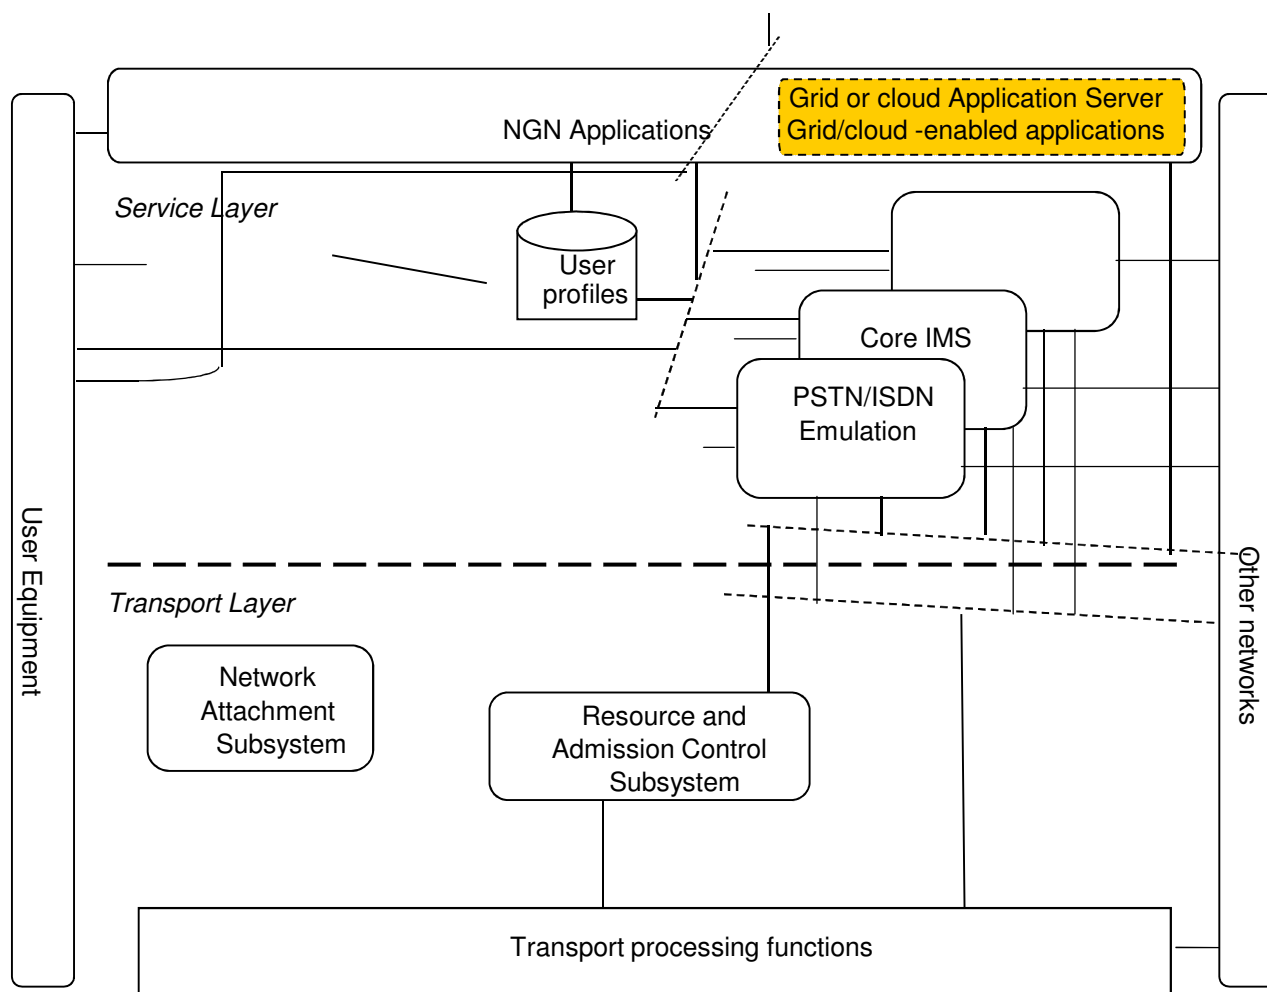 Grid or cloud Application Server
NGN Applications
Grid/cloud -enabled applications
Service Layer
User
profiles
Core IMS
PSTN/ISDN
Emulation
User Equipment
Other networks
Transport Layer
Network
Attachment
Subsystem
Resource and
Admission Control
Subsystem
Transport processing functions